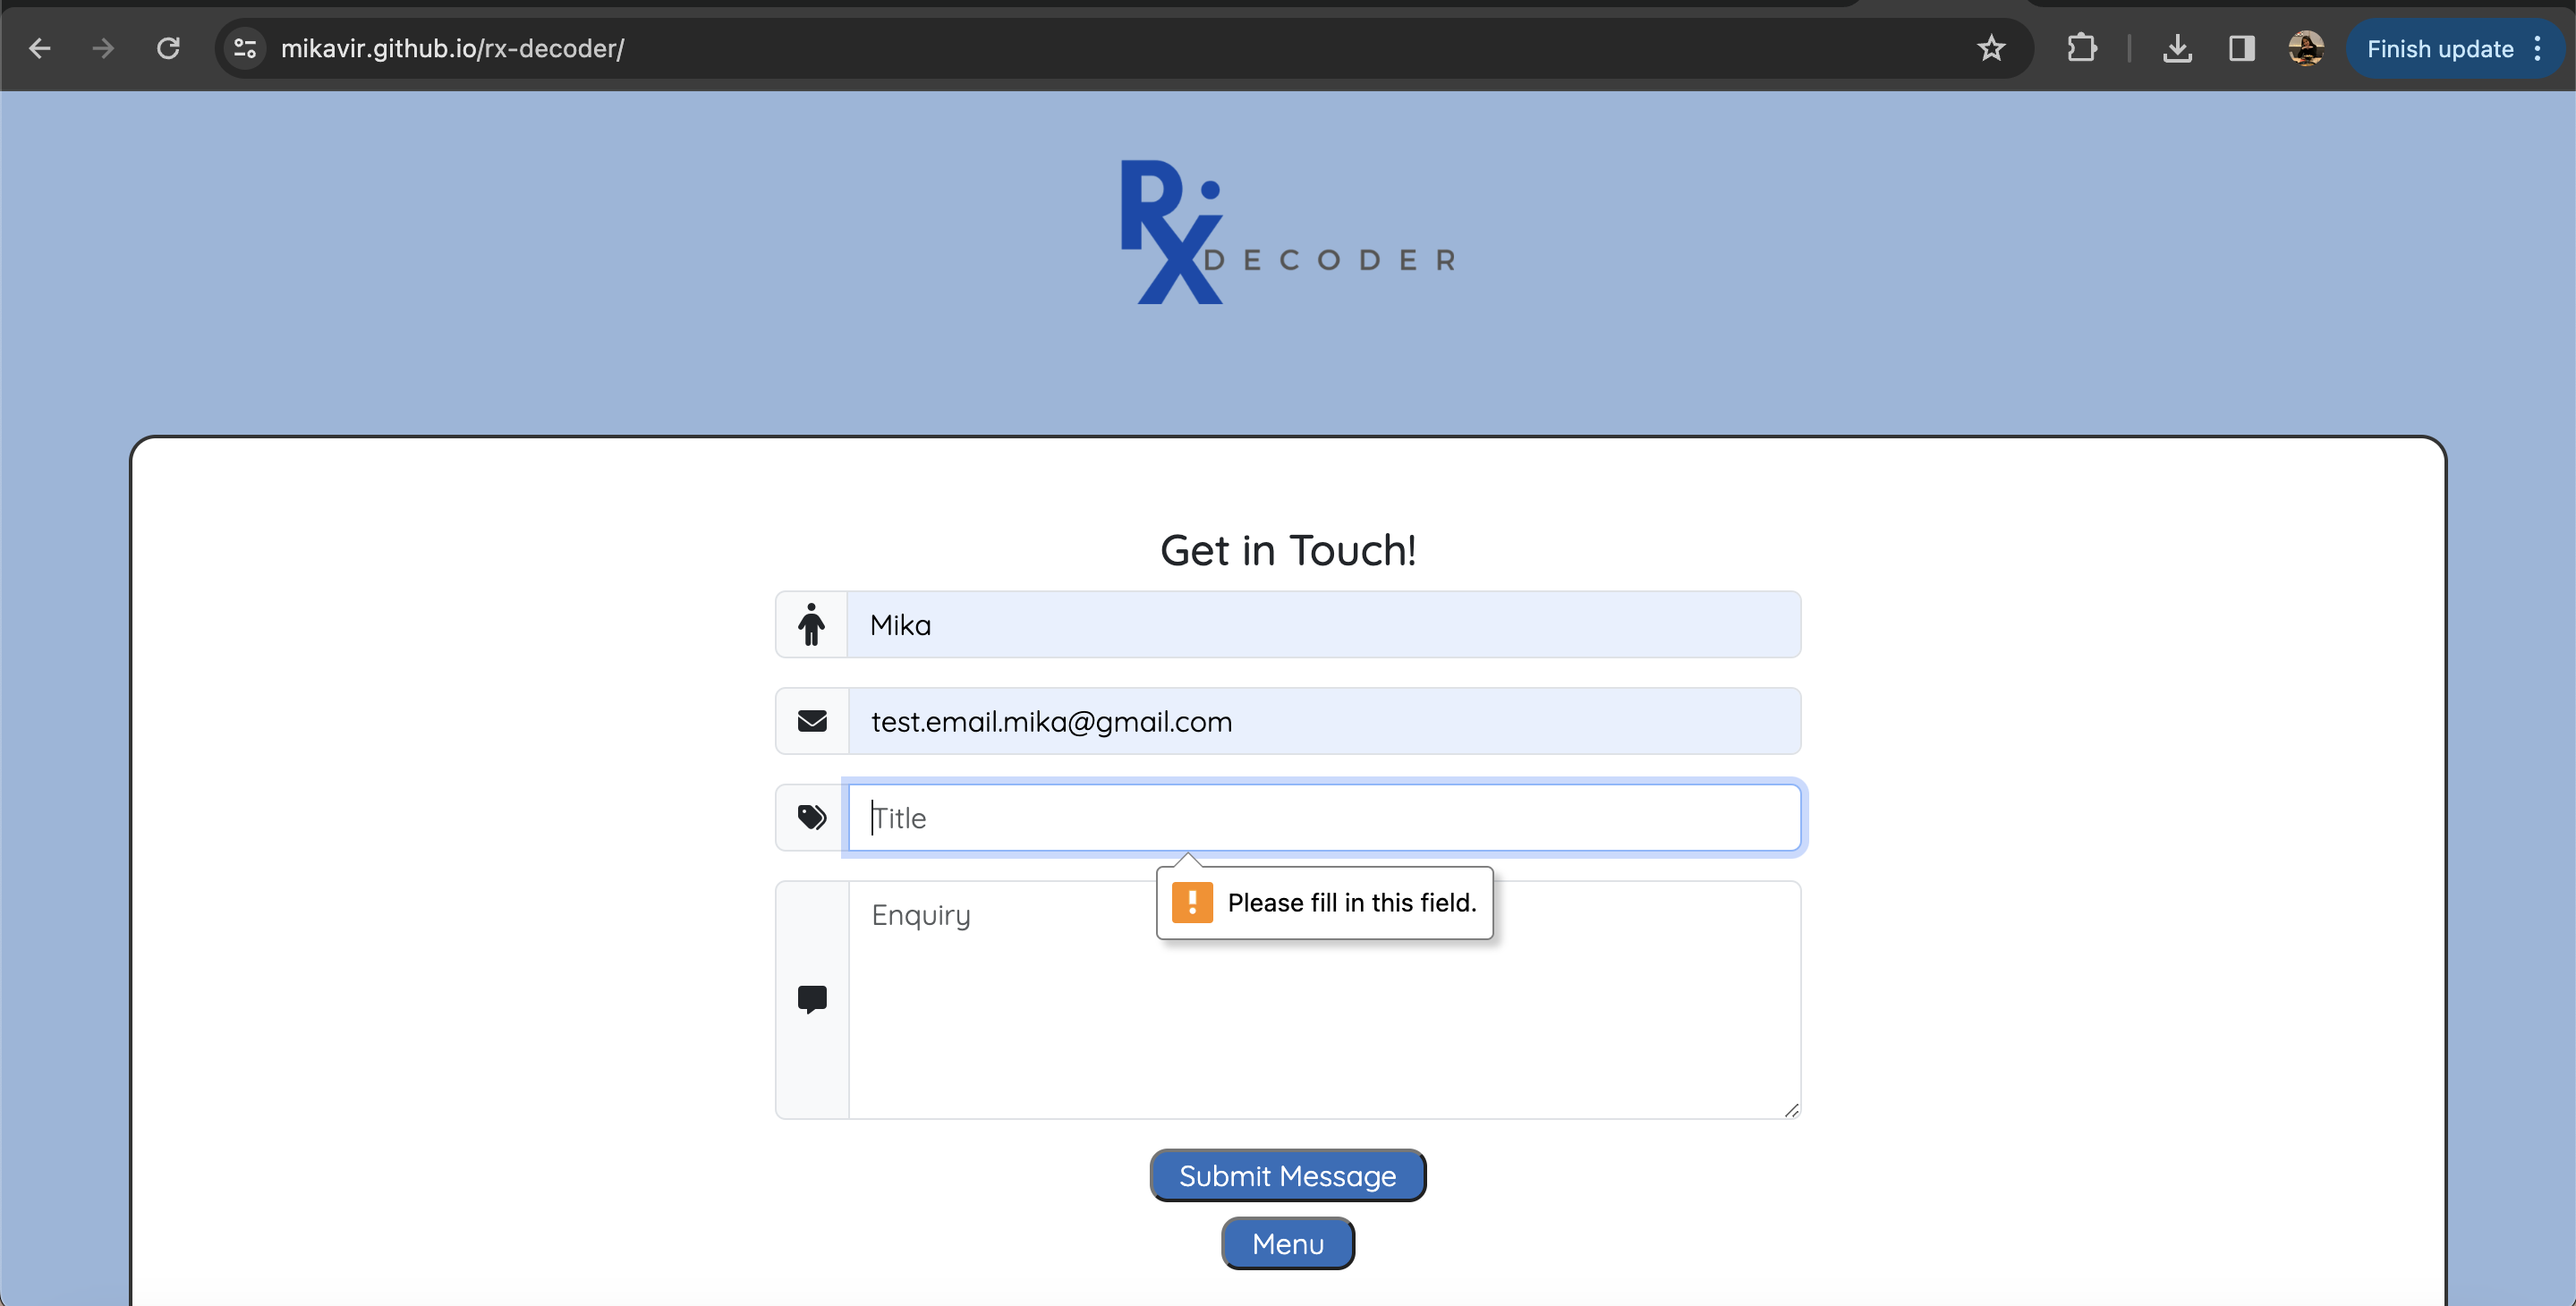 mikavir.github.io/rx-decoder/
Finish update
Rx
DECODER
Get in Touch!
Mika
test.email.mika@gmail.com
Title
Please fill in this field.
Enquiry
Submit Message
Menu